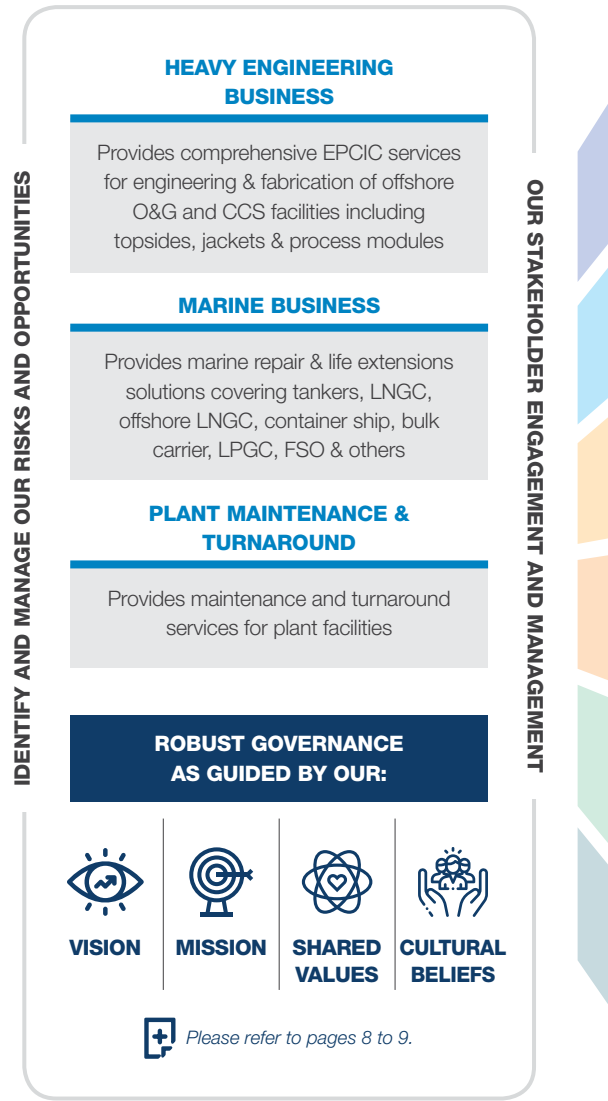 HEAVY ENGINEERING
BUSINESS
Provides comprehensive EPCIC services
for engineering & fabrication of offshore
O&G and CCS facilities including
topsides, jackets & process modules
MARINE BUSINESS
Provides marine repair & life extensions
solutions covering tankers, LNGC,
offshore LNGC, container ship, bulk
carrier, LPGC, FSO & others
PLANT MAINTENANCE &
TURNAROUND
Provides maintenance and turnaround
services for plant facilities
IDENTIFY AND MANAGE OUR RISKS AND OPPORTUNITIES
OUR STAKEHOLDER ENGAGEMENT AND MANAGEMENT
ROBUST GOVERNANCE
AS GUIDED BY OUR:
VISION
MISSION
SHARED
VALUES
CULTURAL
BELIEFS
Please refer to pages 8 to 9.